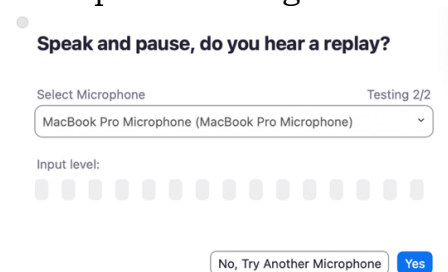 Speak and pause, do you hear a replay?
Select Microphone Testing 2/2
MacBook Pro Microphone (MacBook Pro Microphone)
Input level:
No, Try Another Microphone Yes